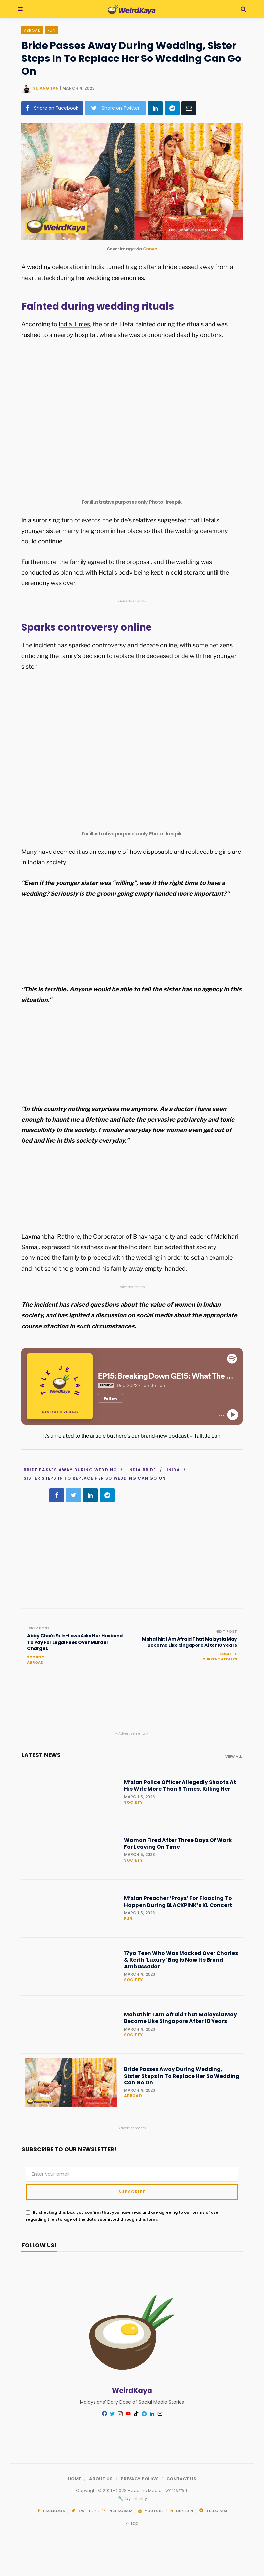 WeirdKaya
ABROAD FUN
Bride Passes Away During Wedding, Sister
Steps In To Replace Her So Wedding Can Go
On
YU ANG TAN | MARCH 4, 2023
Share on Facebook Share on Twitter
WeirdKaya
For illustrative purposes only
Cover image via Canva
A wedding celebration in India turned tragic after a bride passed away from a
heart attack during her wedding ceremonies.
Fainted during wedding rituals
According to India Times, the bride, Hetal fainted during the rituals and was
rushed to a nearby hospital, where she was pronounced dead by doctors.
For illustrative purposes only. Photo: freepik.
In a surprising turn of events, the bride's relatives suggested that Hetal's
younger sister marry the groom in her place so that the wedding ceremony
could continue.
Furthermore, the family agreed to the proposal, and the wedding was
conducted as planned, with Hetal's body being kept in cold storage until the
ceremony was over.
- Advertisements -
Sparks controversy online
The incident has sparked controversy and debate online, with some netizens
criticizing the family's decision to replace the deceased bride with her younger
sister.
For illustrative purposes only. Photo: freepik.
Many have deemed it as an example of how disposable and replaceable girls are
in Indian society.
“Even if the younger sister was “willing”, was it the right time to have a
wedding? Seriously is the groom going empty handed more important?”
“This is terrible. Anyone would be able to tell the sister has no agency in this
situation.”
“In this country nothing surprises me anymore. As a doctor i have seen
enough to haunt me a lifetime and hate the pervasive patriarchy and toxic
masculinity in the society. I wonder everyday how women even get out of
bed and live in this society everyday.”
Laxmanbhai Rathore, the Corporator of Bhavnagar city and leader of Maldhari
Samaj, expressed his sadness over the incident, but added that society
convinced the family to proceed with the wedding in order to set an example
and not send the groom and his family away empty-handed.
- Advertisements -
The incident has raised questions about the value of women in Indian
society, and has ignited a discussion on social media about the appropriate
course of action in such circumstances.
TALK JE LAH
WeirdKaya
EP15: Breaking Down GE15: What The ...
PREVIEW Dec 2022 · Talk Je Lah
Follow
It's unrelated to the article but here's our brand-new podcast – Talk Je Lah!
BRIDE PASSES AWAY DURING WEDDING / INDIA BRIDE / INIDA /
SISTER STEPS IN TO REPLACE HER SO WEDDING CAN GO ON
PREV POST
Abby Choi's Ex In-Laws Asks Her Husband
To Pay For Legal Fees Over Murder
Charges
SOCIETY
ABROAD
NEXT POST
Mahathir: I Am Afraid That Malaysia May
Become Like Singapore After 10 Years
SOCIETY
CURRENT AFFAIRS
- Advertisements -
LATEST NEWS
VIEW ALL
M'sian Police Officer Allegedly Shoots At
His Wife More Than 5 Times, Killing Her
MARCH 5, 2023
SOCIETY
Woman Fired After Three Days Of Work
For Leaving On Time
MARCH 5, 2023
SOCIETY
M'sian Preacher ‘Prays’ For Flooding To
Happen During BLACKPINK's KL Concert
MARCH 5, 2023
FUN
17yo Teen Who Was Mocked Over Charles
& Keith ‘Luxury’ Bag Is Now Its Brand
Ambassador
MARCH 4, 2023
SOCIETY
Mahathir: I Am Afraid That Malaysia May
Become Like Singapore After 10 Years
MARCH 4, 2023
SOCIETY
Bride Passes Away During Wedding,
Sister Steps In To Replace Her So Wedding
Can Go On
MARCH 4, 2023
ABROAD
- Advertisements -
SUBSCRIBE TO OUR NEWSLETTER!
Enter your email
SUBSCRIBE
By checking this box, you confirm that you have read and are agreeing to our terms of use
regarding the storage of the data submitted through this form.
FOLLOW US!
WeirdKaya
Malaysians' Daily Dose of Social Media Stories
HOME ABOUT US PRIVACY POLICY CONTACT US
FACEBOOK TWITTER INSTAGRAM YOUTUBE LINKEDIN TELEGRAM
Top